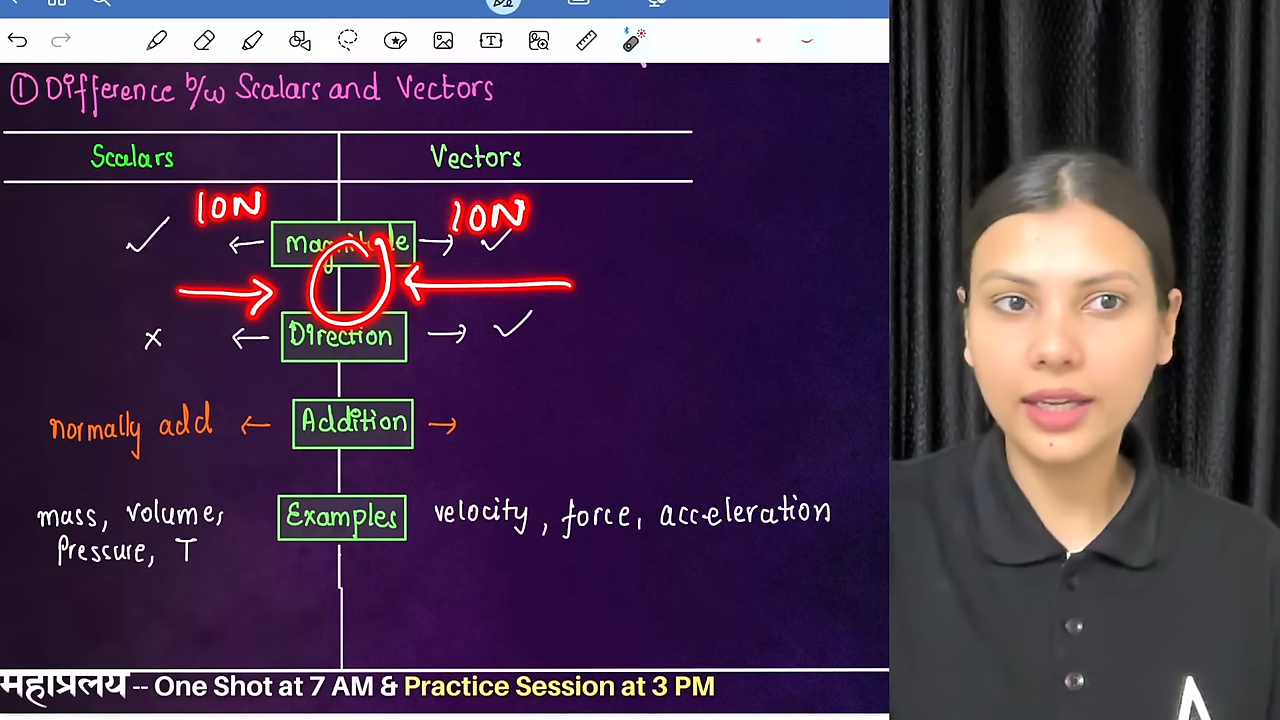 ① Difference b/w Scalars and Vectors
Scalars
Vectors
10N
10N
Magnitude
Direction
×
normally add
Addition
mass, volume,
Pressure, T
Examples
velocity, force, acceleration
महाप्रलय -- One Shot at 7 AM & Practice Session at 3 PM